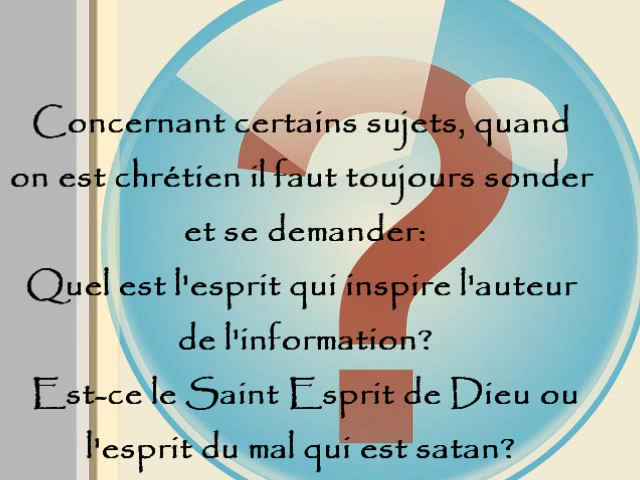 Concernant certains sujets, quand
on est chrétien il faut toujours sonder
et se demander:
Quel est l'esprit qui inspire l'auteur
de l'information?
Est-ce le Saint Esprit de Dieu ou
l'esprit du mal qui est satan?